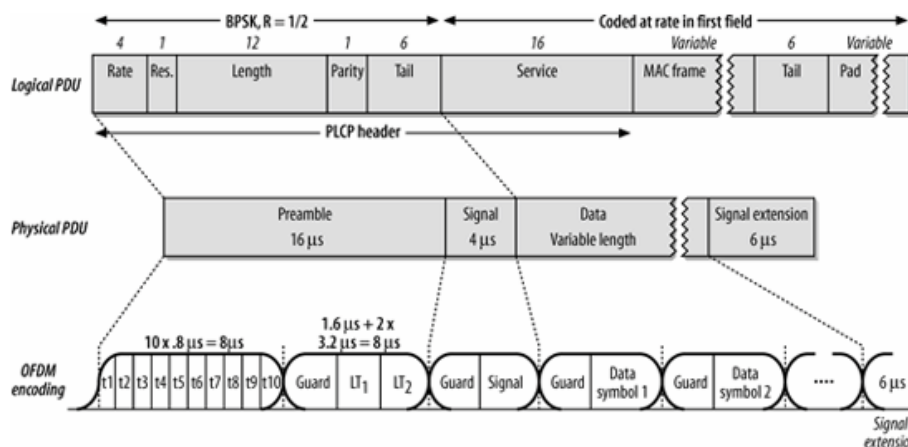 BPSK, R = 1/2 Coded at rate in first field
4 1 12 1 6 16 Variable 6 Variable
Logical PDU Rate Res. Length Parity Tail Service MAC frame Tail Pad
PLCP header
Physical PDU Preamble Signal Data Signal extension
16 μs 4 μs Variable length 6 μs
10 x .8 μs = 8μs 1.6 μs + 2 x
3.2 μs = 8 μs
OFDM
encoding t1 t2 t3 t4 t5 t6 t7 t8 t9 t10 Guard LT1 LT2 Guard Signal Guard Data
symbol 1 Guard Data
symbol 2 .... 6 μs
Signal
extension